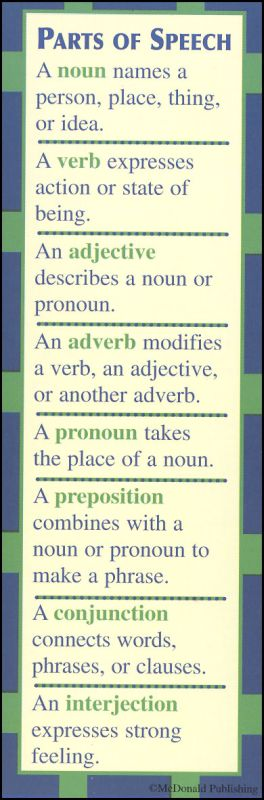 PARTS OF SPEECH
A noun names a
person, place, thing,
or idea.
A verb expresses
action or state of
being.
An adjective
describes a noun or
pronoun.
An adverb modifies
a verb, an adjective,
or another adverb.
A pronoun takes
the place of a noun.
A preposition
combines with a
noun or pronoun to
make a phrase.
A conjunction
connects words,
phrases, or clauses.
An interjection
expresses strong
feeling.
©McDonald Publishing